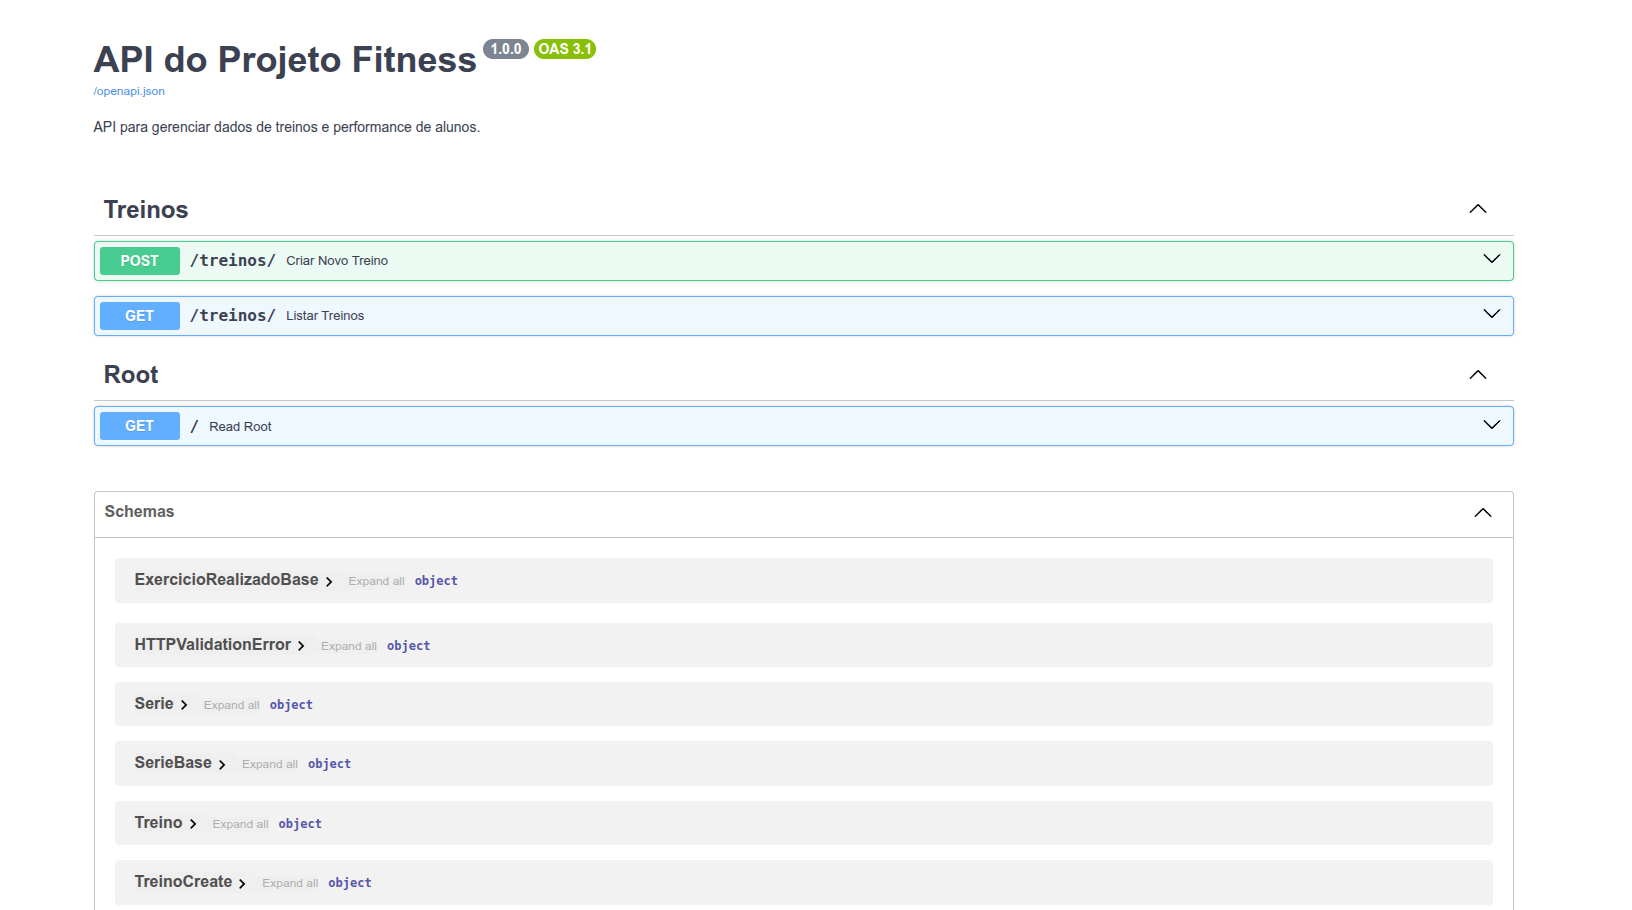 API do Projeto Fitness 1.0.0 OAS 3.1
/openapi.json
API para gerenciar dados de treinos e performance de alunos.
Treinos
POST /treinos/ Criar Novo Treino
GET /treinos/ Listar Treinos
Root
GET / Read Root
Schemas
ExercicioRealizadoBase Expand all object
HTTPValidationError Expand all object
Serie Expand all object
SerieBase Expand all object
Treino Expand all object
TreinoCreate Expand all object